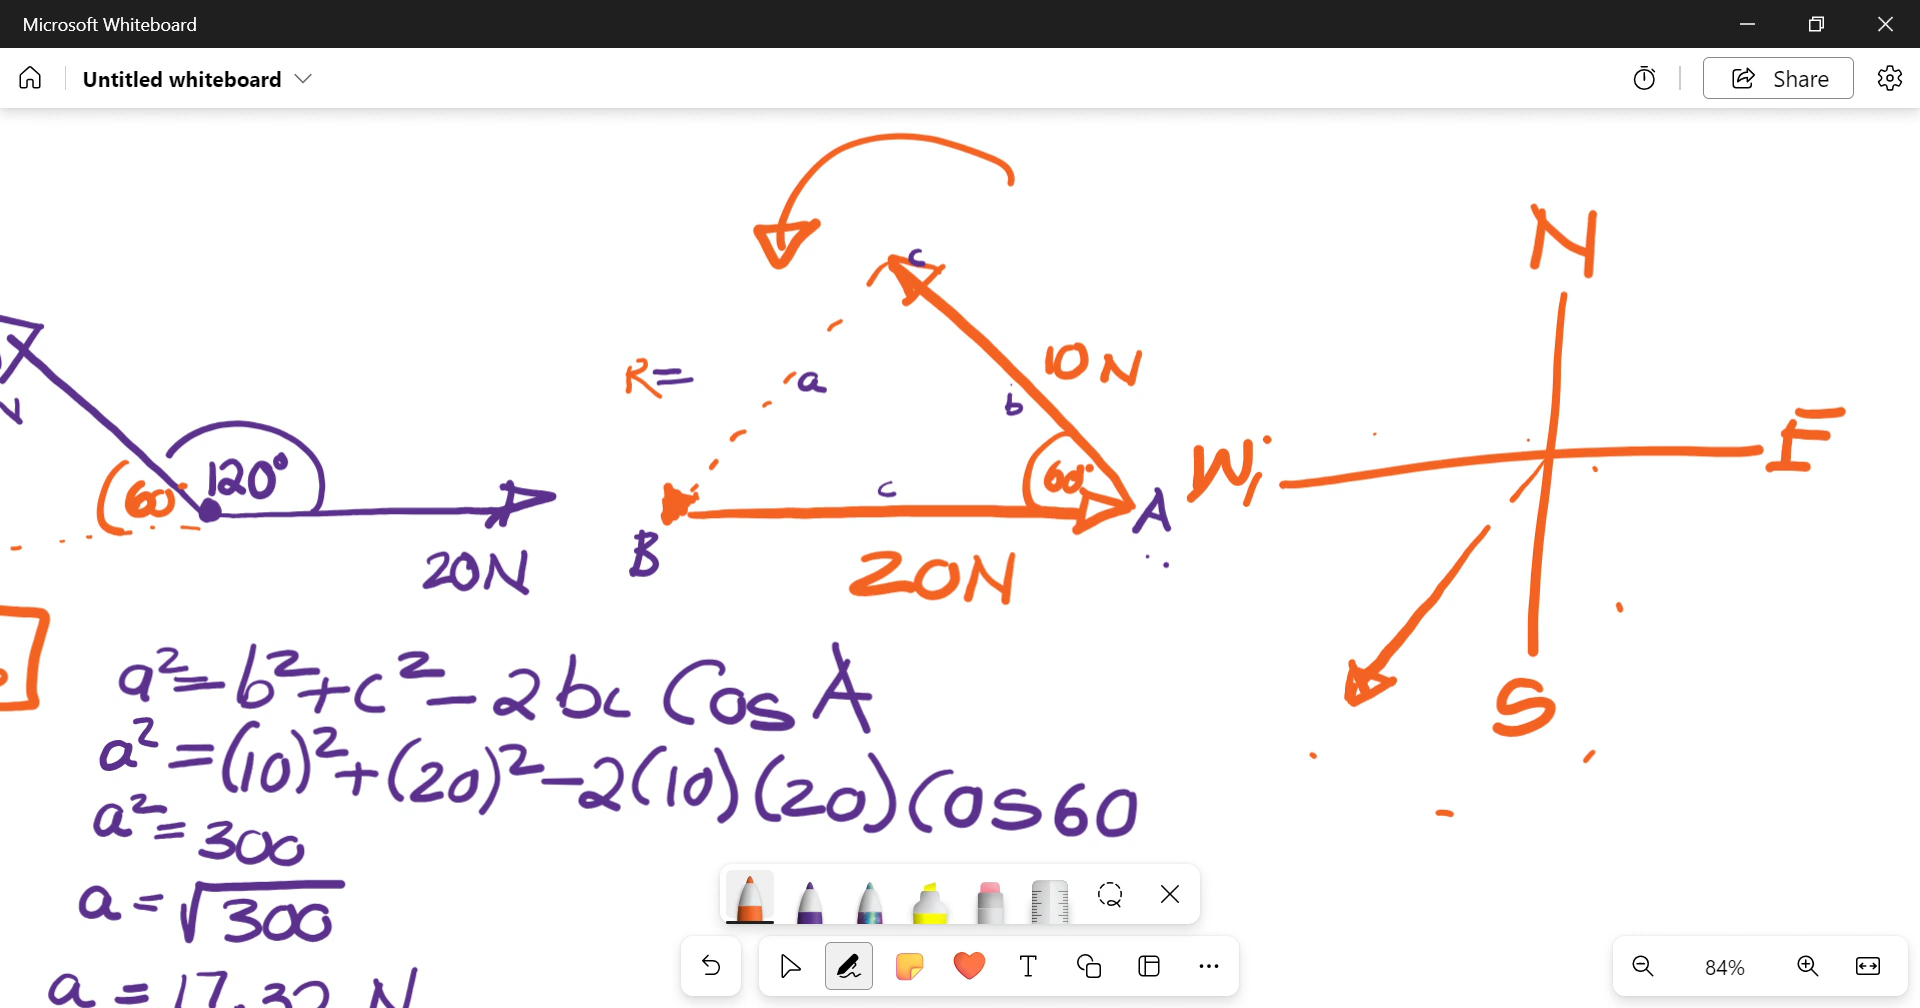 Microsoft Whiteboard
Untitled whiteboard
Share
N
C
10 N
R=
a
b
E
W
120°
60°
c
60°
A
B
20N
20N
S
a²=b²+c²-2bc Cos A
a²=(10)²+(20)²-2(10)(20)Cos60
a²=300
a=√300
a=17.32 N
84%